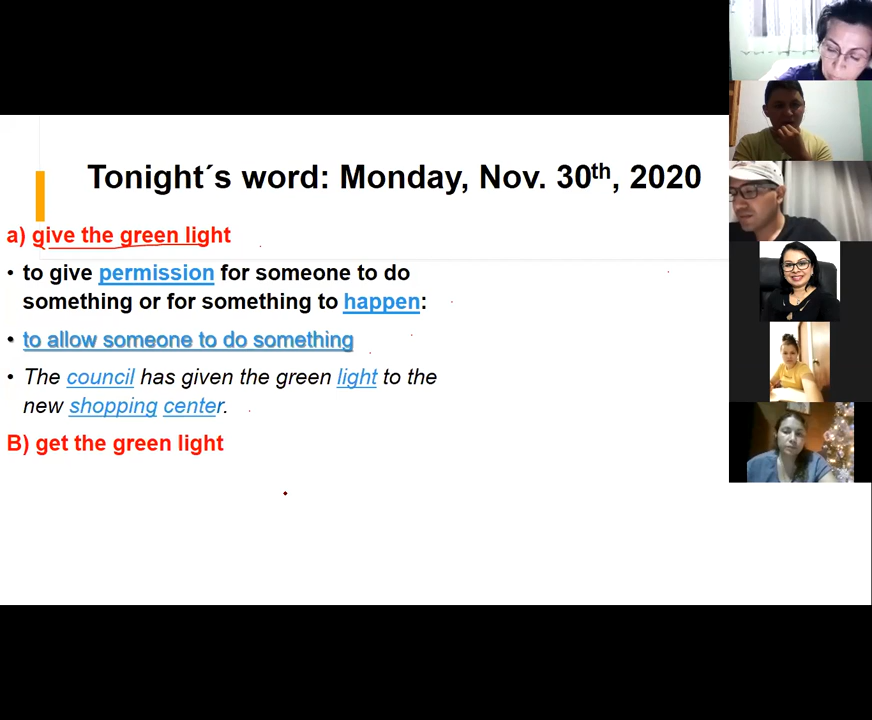 Tonight´s word: Monday, Nov. 30th, 2020
a) give the green light
• to give permission for someone to do
something or for something to happen:
• to allow someone to do something
• The council has given the green light to the
new shopping center.
B) get the green light